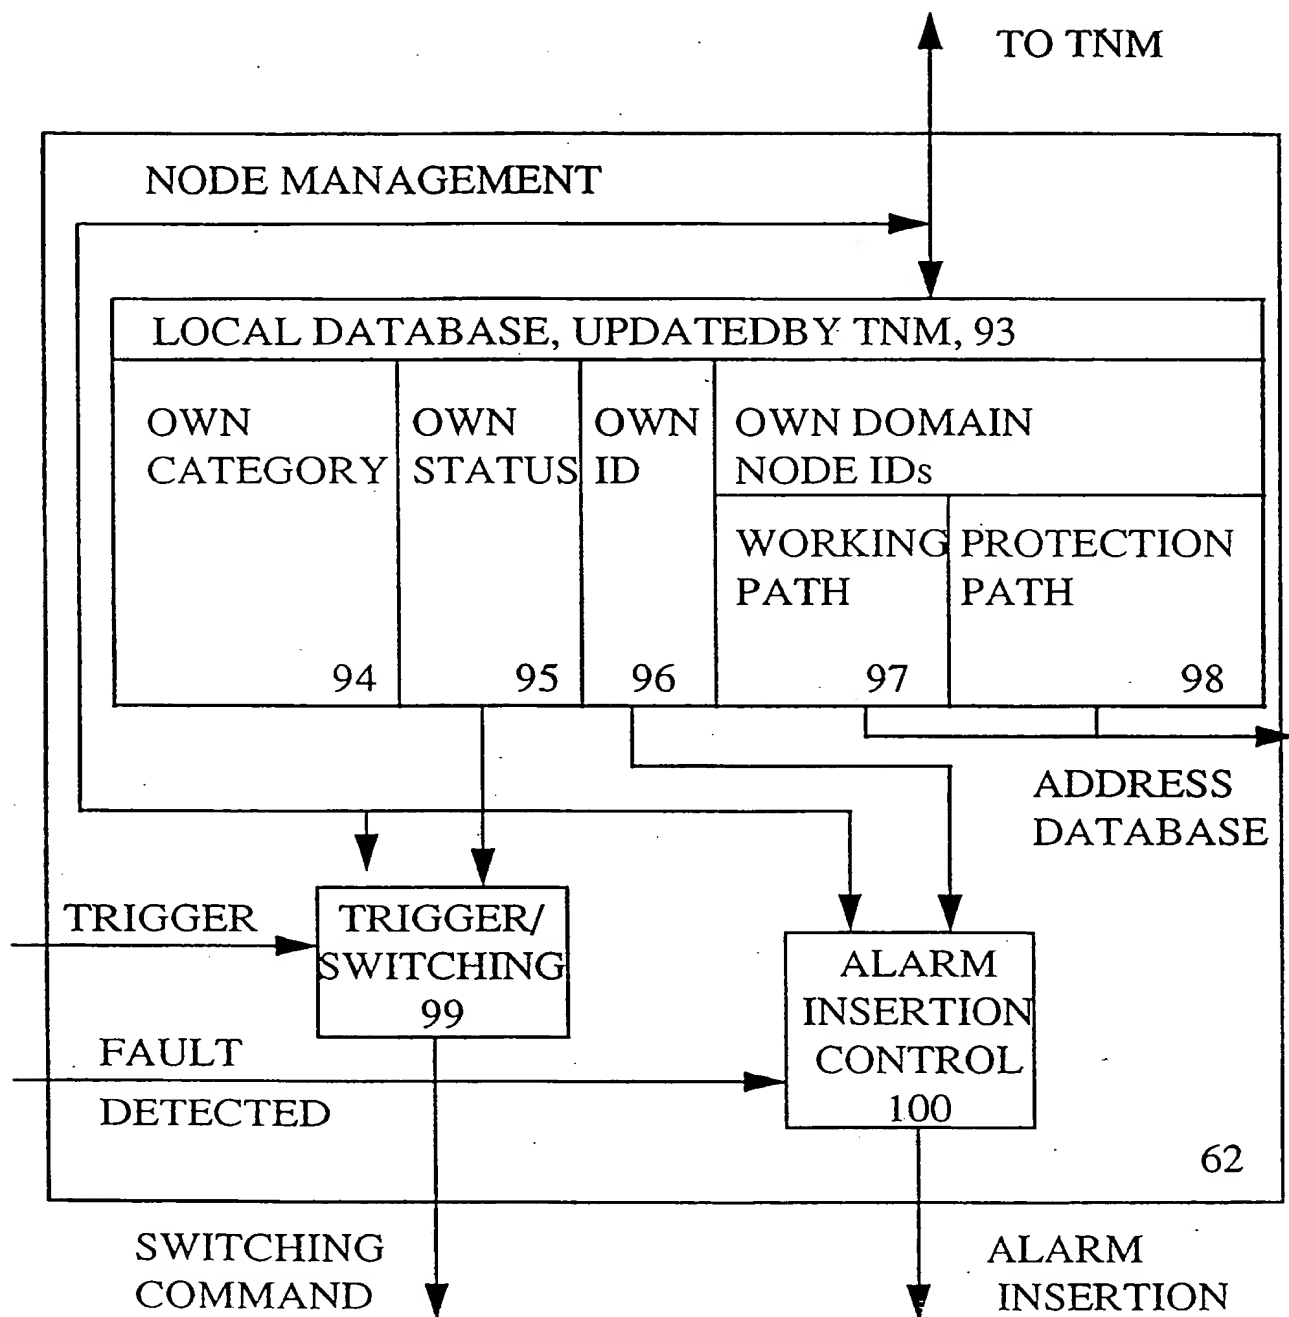 TO TNM
NODE MANAGEMENT
LOCAL DATABASE, UPDATEDBY TNM, 93
OWN
CATEGORY
94
OWN
STATUS
95
OWN
ID
96
OWN DOMAIN
NODE IDs
WORKING
PATH
97
PROTECTION
PATH
98
ADDRESS
DATABASE
TRIGGER
TRIGGER/
SWITCHING
99
FAULT
DETECTED
ALARM
INSERTION
CONTROL
100
62
SWITCHING
COMMAND
ALARM
INSERTION